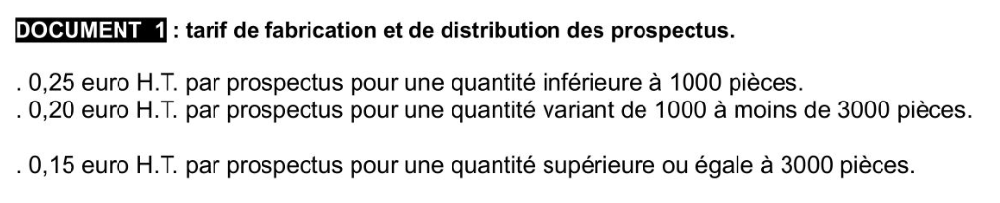 DOCUMENT 1 : tarif de fabrication et de distribution des prospectus.
. 0,25 euro H.T. par prospectus pour une quantité inférieure à 1000 pièces.
. 0,20 euro H.T. par prospectus pour une quantité variant de 1000 à moins de 3000 pièces.
. 0,15 euro H.T. par prospectus pour une quantité supérieure ou égale à 3000 pièces.